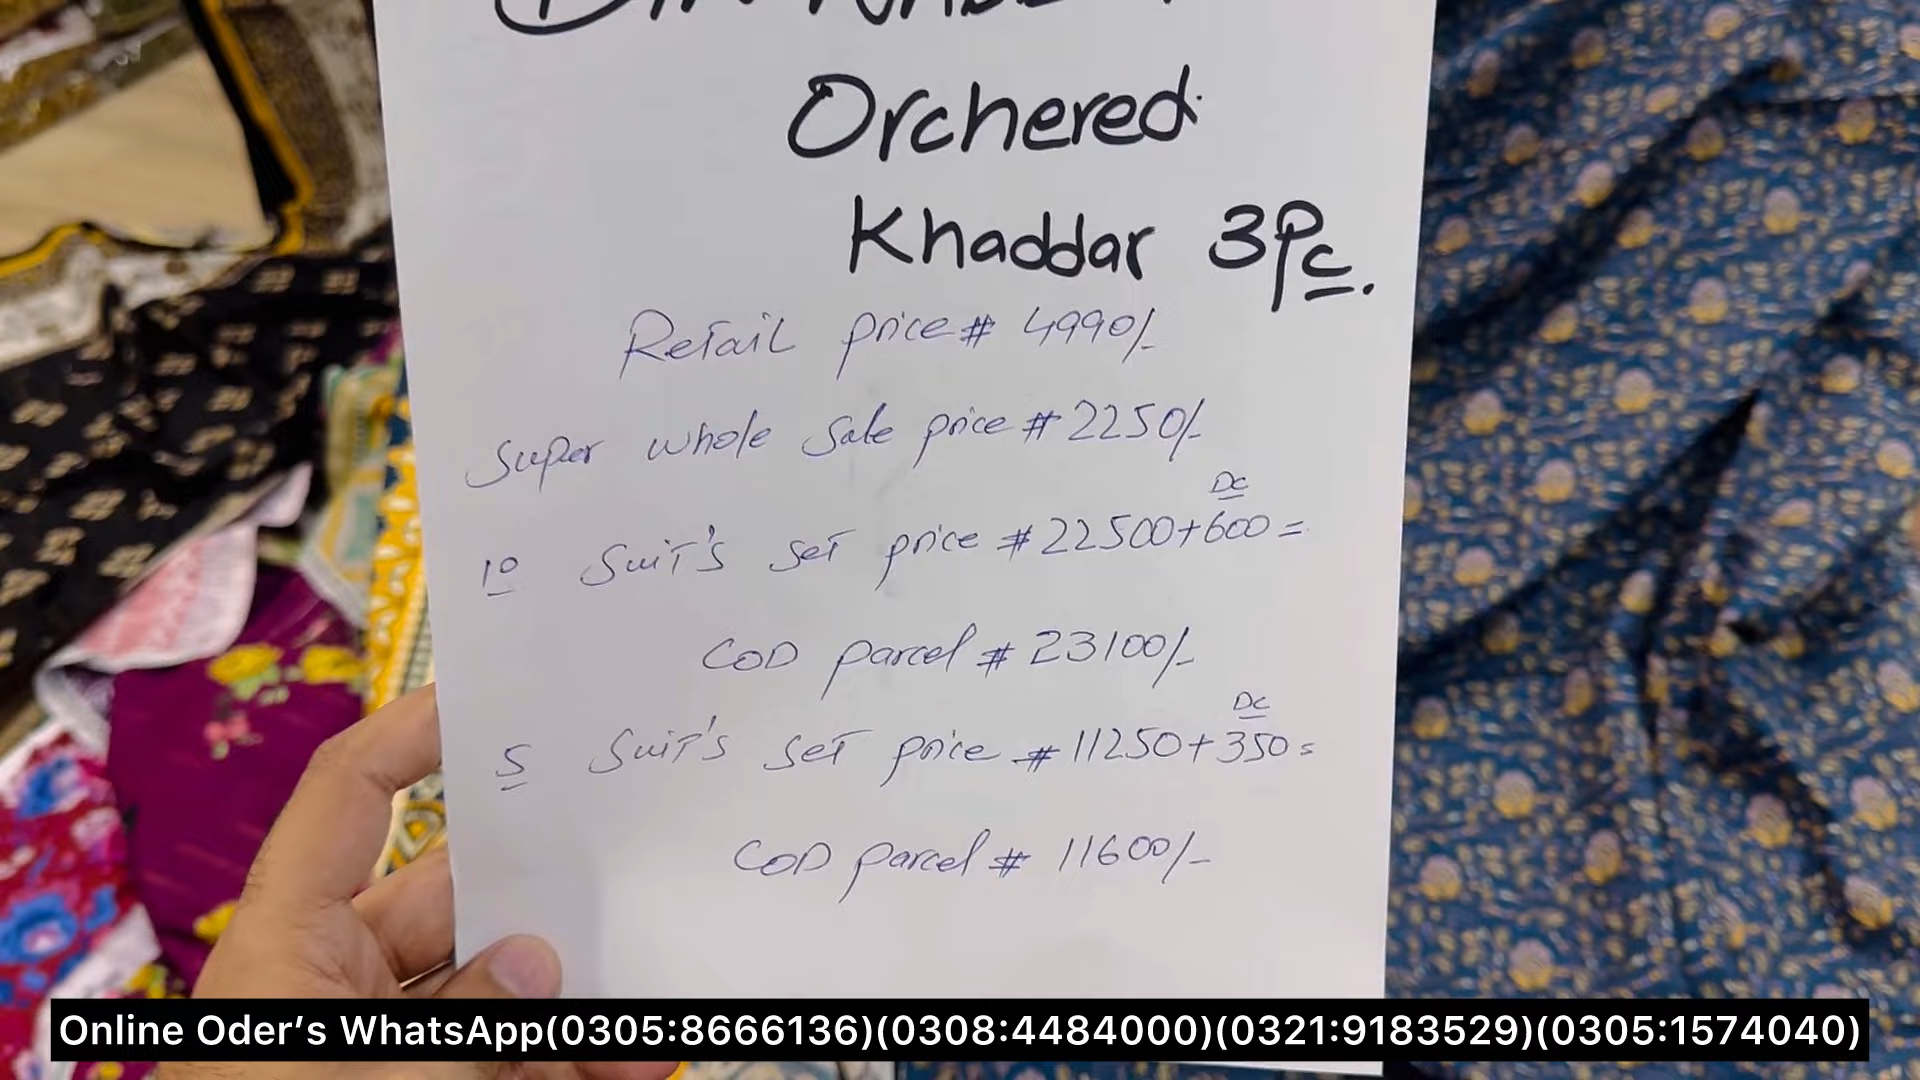 Orchered.
Khaddar 3Pc.
Retail price # 4990/-
Super whole sale price # 2250/-
DC
10 Suit's set price # 22500+600=
COD parcel # 23100/-
DC
5 Suit's set price # 11250+350=
COD parcel # 11600/-
Online Oder’s WhatsApp(0305:8666136)(0308:4484000)(0321:9183529)(0305:1574040)